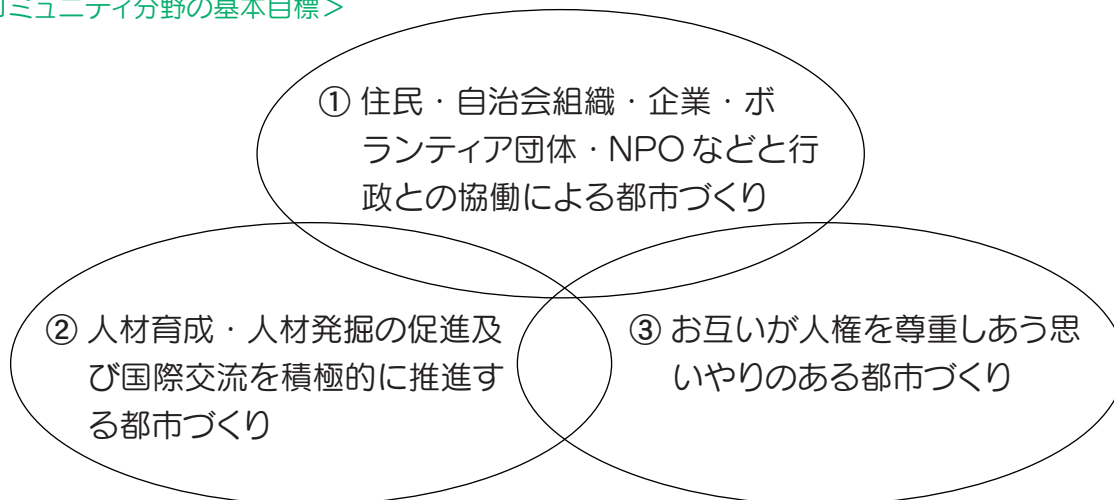 コミュニティ分野の基本目標＞
① 住民・自治会組織・企業・ボ
ランティア団体・NPOなどと行
政との協働による都市づくり
② 人材育成・人材発掘の促進及
び国際交流を積極的に推進す
る都市づくり
③ お互いが人権を尊重しあう思
いやりのある都市づくり